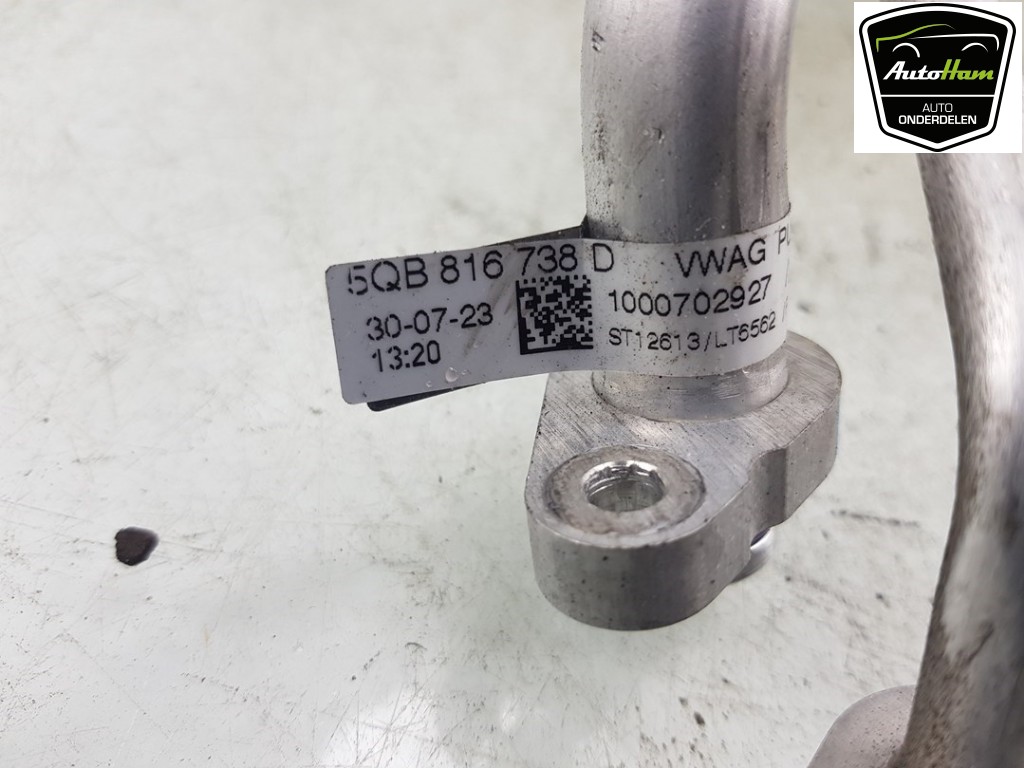 AutoHam
AUTO
ONDERDELEN
5QB 816 738 D VWAG
30-07-23
13:20
1000702927
ST12613/LT6562